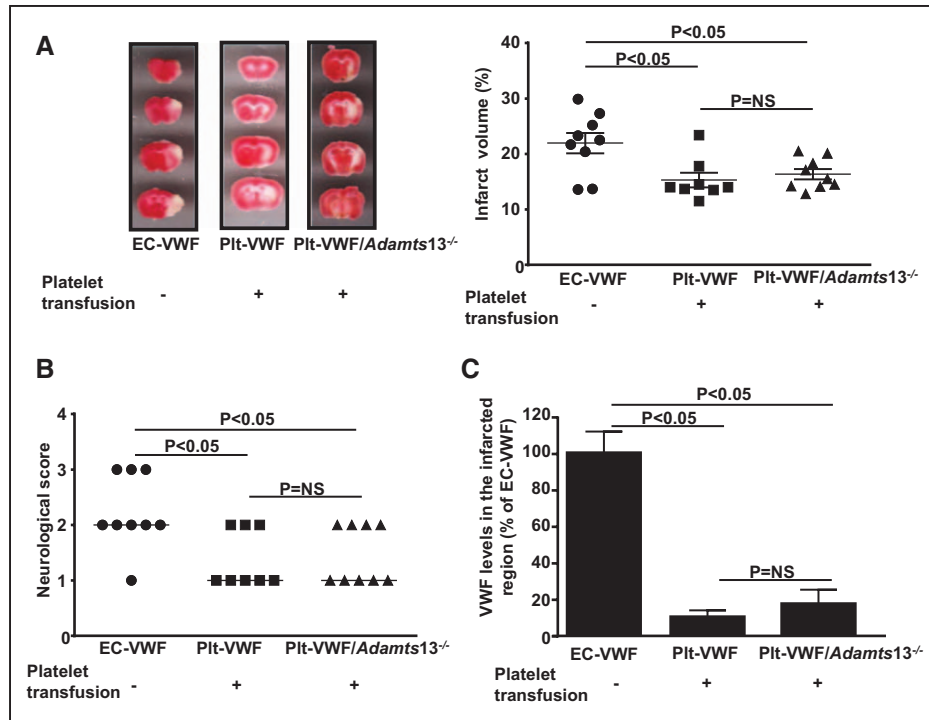 A
EC-VWF Plt-VWF Plt-VWF/Adamts13-/-
Platelet
transfusion - + +
P<0.05
P<0.05
P=NS
Infarct volume (%)
40
30
20
10
0
EC-VWF Plt-VWF Plt-VWF/Adamts13-/-
Platelet
transfusion - + +
B
P<0.05
P<0.05
P=NS
Neurological score
4
3
2
1
EC-VWF Plt-VWF Plt-VWF/Adamts13-/-
Platelet
transfusion - + +
C
P<0.05
P<0.05
P=NS
VWF levels in the infarcted
region (% of EC-VWF)
120
100
80
60
40
20
0
EC-VWF Plt-VWF Plt-VWF/Adamts13-/-
Platelet
transfusion - + +